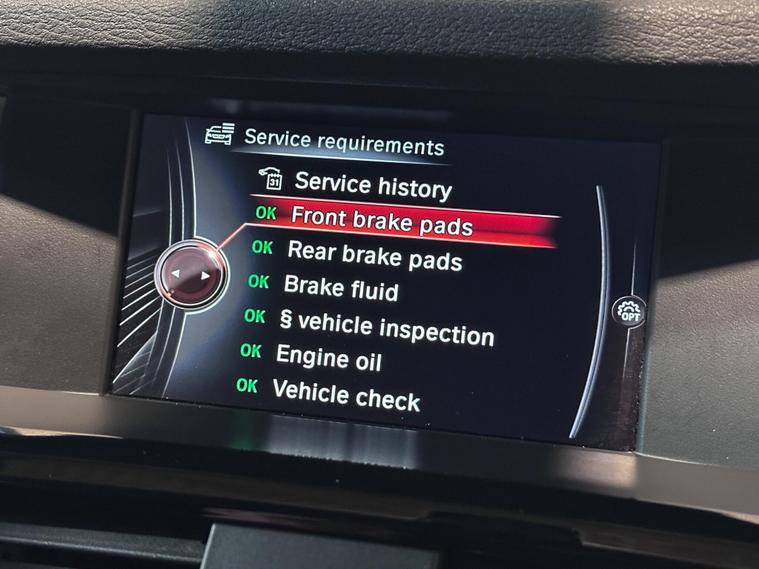 Service requirements
31
Service history
OK Front brake pads
OK Rear brake pads
OK Brake fluid
OPT
OK § vehicle inspection
OK Engine oil
OK Vehicle check